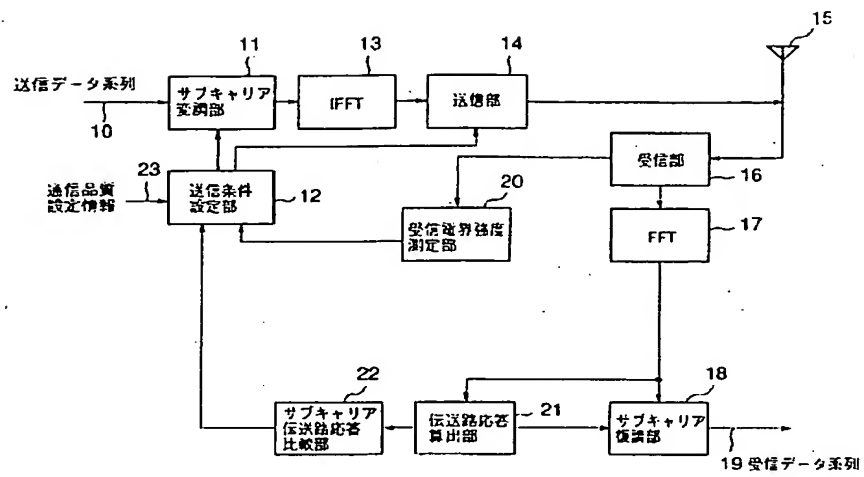 15
11
13
14
送信データ系列
サブキャリア
変調部
IFFT
送信部
10
受信部
16
通信品質
設定情報
23
送信条件
設定部
12
20
受信電界強度
測定部
FFT
17
22
サブキャリア
伝送路応答
比較部
伝送路応答
算出部
21
18
サブキャリア
復調部
19 受信データ系列